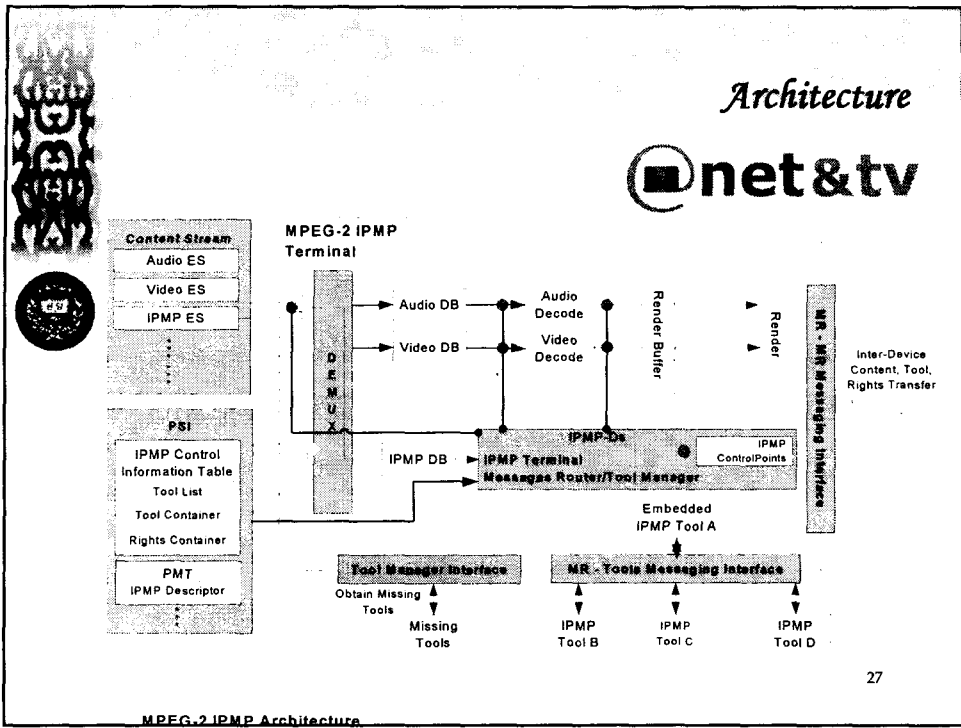 Architecture
@net&tv
MPEG-2 IPMP
Terminal
Content Stream
Audio ES
Video ES
IPMP ES
PSI
IPMP Control
Information Table
Tool List
Tool Container
Rights Container
PMT
IPMP Descriptor
DEMUX
Audio DB
Video DB
IPMP DB
Audio
Decode
Video
Decode
Render Buffer
Render
MR - MR Messaging Interface
Inter-Device
Content, Tool,
Rights Transfer
IPMP-Ds
IPMP Terminal
Messages Router/Tool Manager
IPMP
ControlPoints
Embedded
IPMP Tool A
Tool Manager Interface
Obtain Missing
Tools
Missing
Tools
MR - Tools Messaging Interface
IPMP
Tool B
IPMP
Tool C
IPMP
Tool D
27
MPEG-2 IPMP Architecture